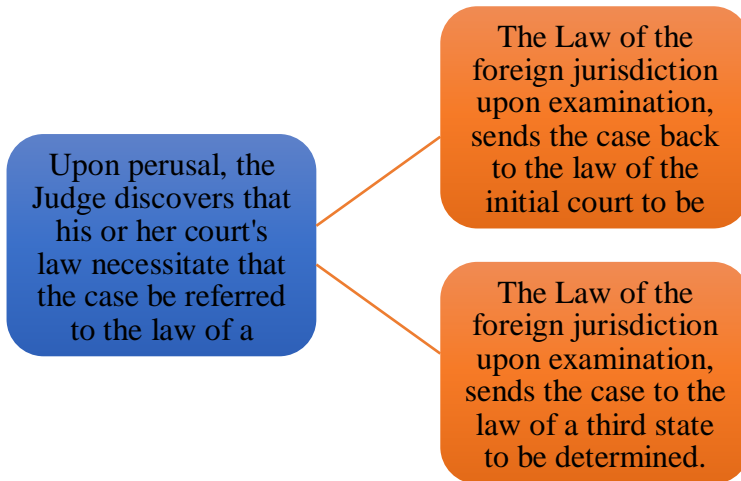 Upon perusal, the
Judge discovers that
his or her court's
law necessitate that
the case be referred
to the law of a
The Law of the
foreign jurisdiction
upon examination,
sends the case back
to the law of the
initial court to be
The Law of the
foreign jurisdiction
upon examination,
sends the case to the
law of a third state
to be determined.